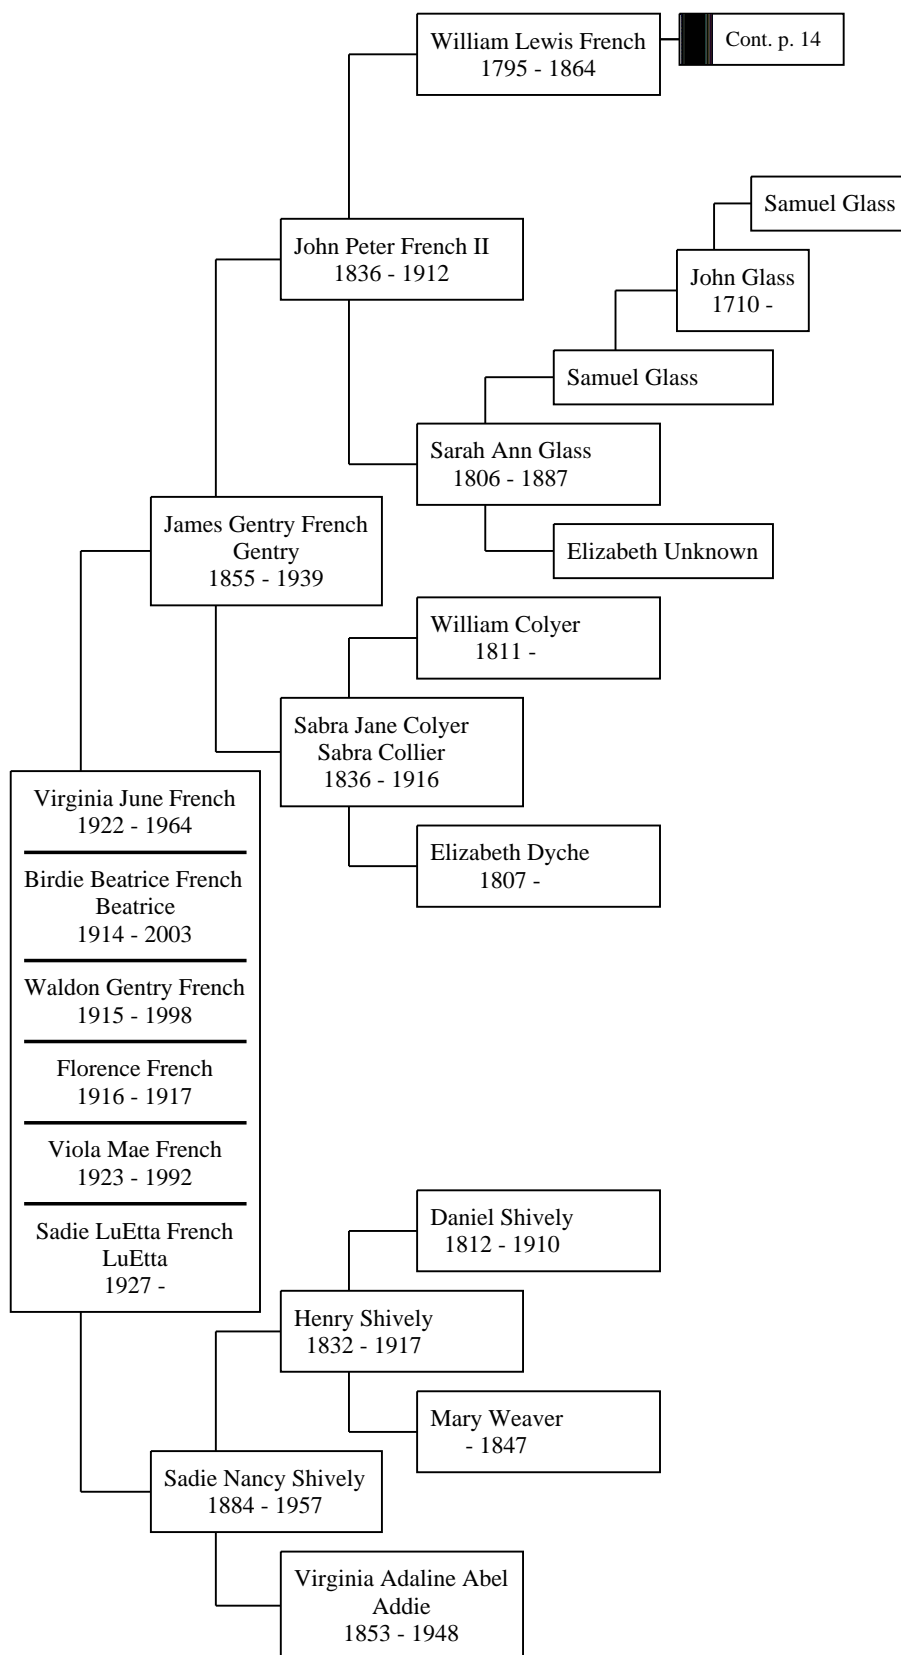 William Lewis French
1795 - 1864
Cont. p. 14
Samuel Glass
John Peter French II
1836 - 1912
John Glass
1710 -
Samuel Glass
Sarah Ann Glass
1806 - 1887
James Gentry French
Gentry
1855 - 1939
Elizabeth Unknown
William Colyer
1811 -
Sabra Jane Colyer
Sabra Collier
1836 - 1916
Virginia June French
1922 - 1964
Elizabeth Dyche
1807 -
Birdie Beatrice French
Beatrice
1914 - 2003
Waldon Gentry French
1915 - 1998
Florence French
1916 - 1917
Viola Mae French
1923 - 1992
Sadie LuEtta French
LuEtta
1927 -
Daniel Shively
1812 - 1910
Henry Shively
1832 - 1917
Mary Weaver
- 1847
Sadie Nancy Shively
1884 - 1957
Virginia Adaline Abel
Addie
1853 - 1948